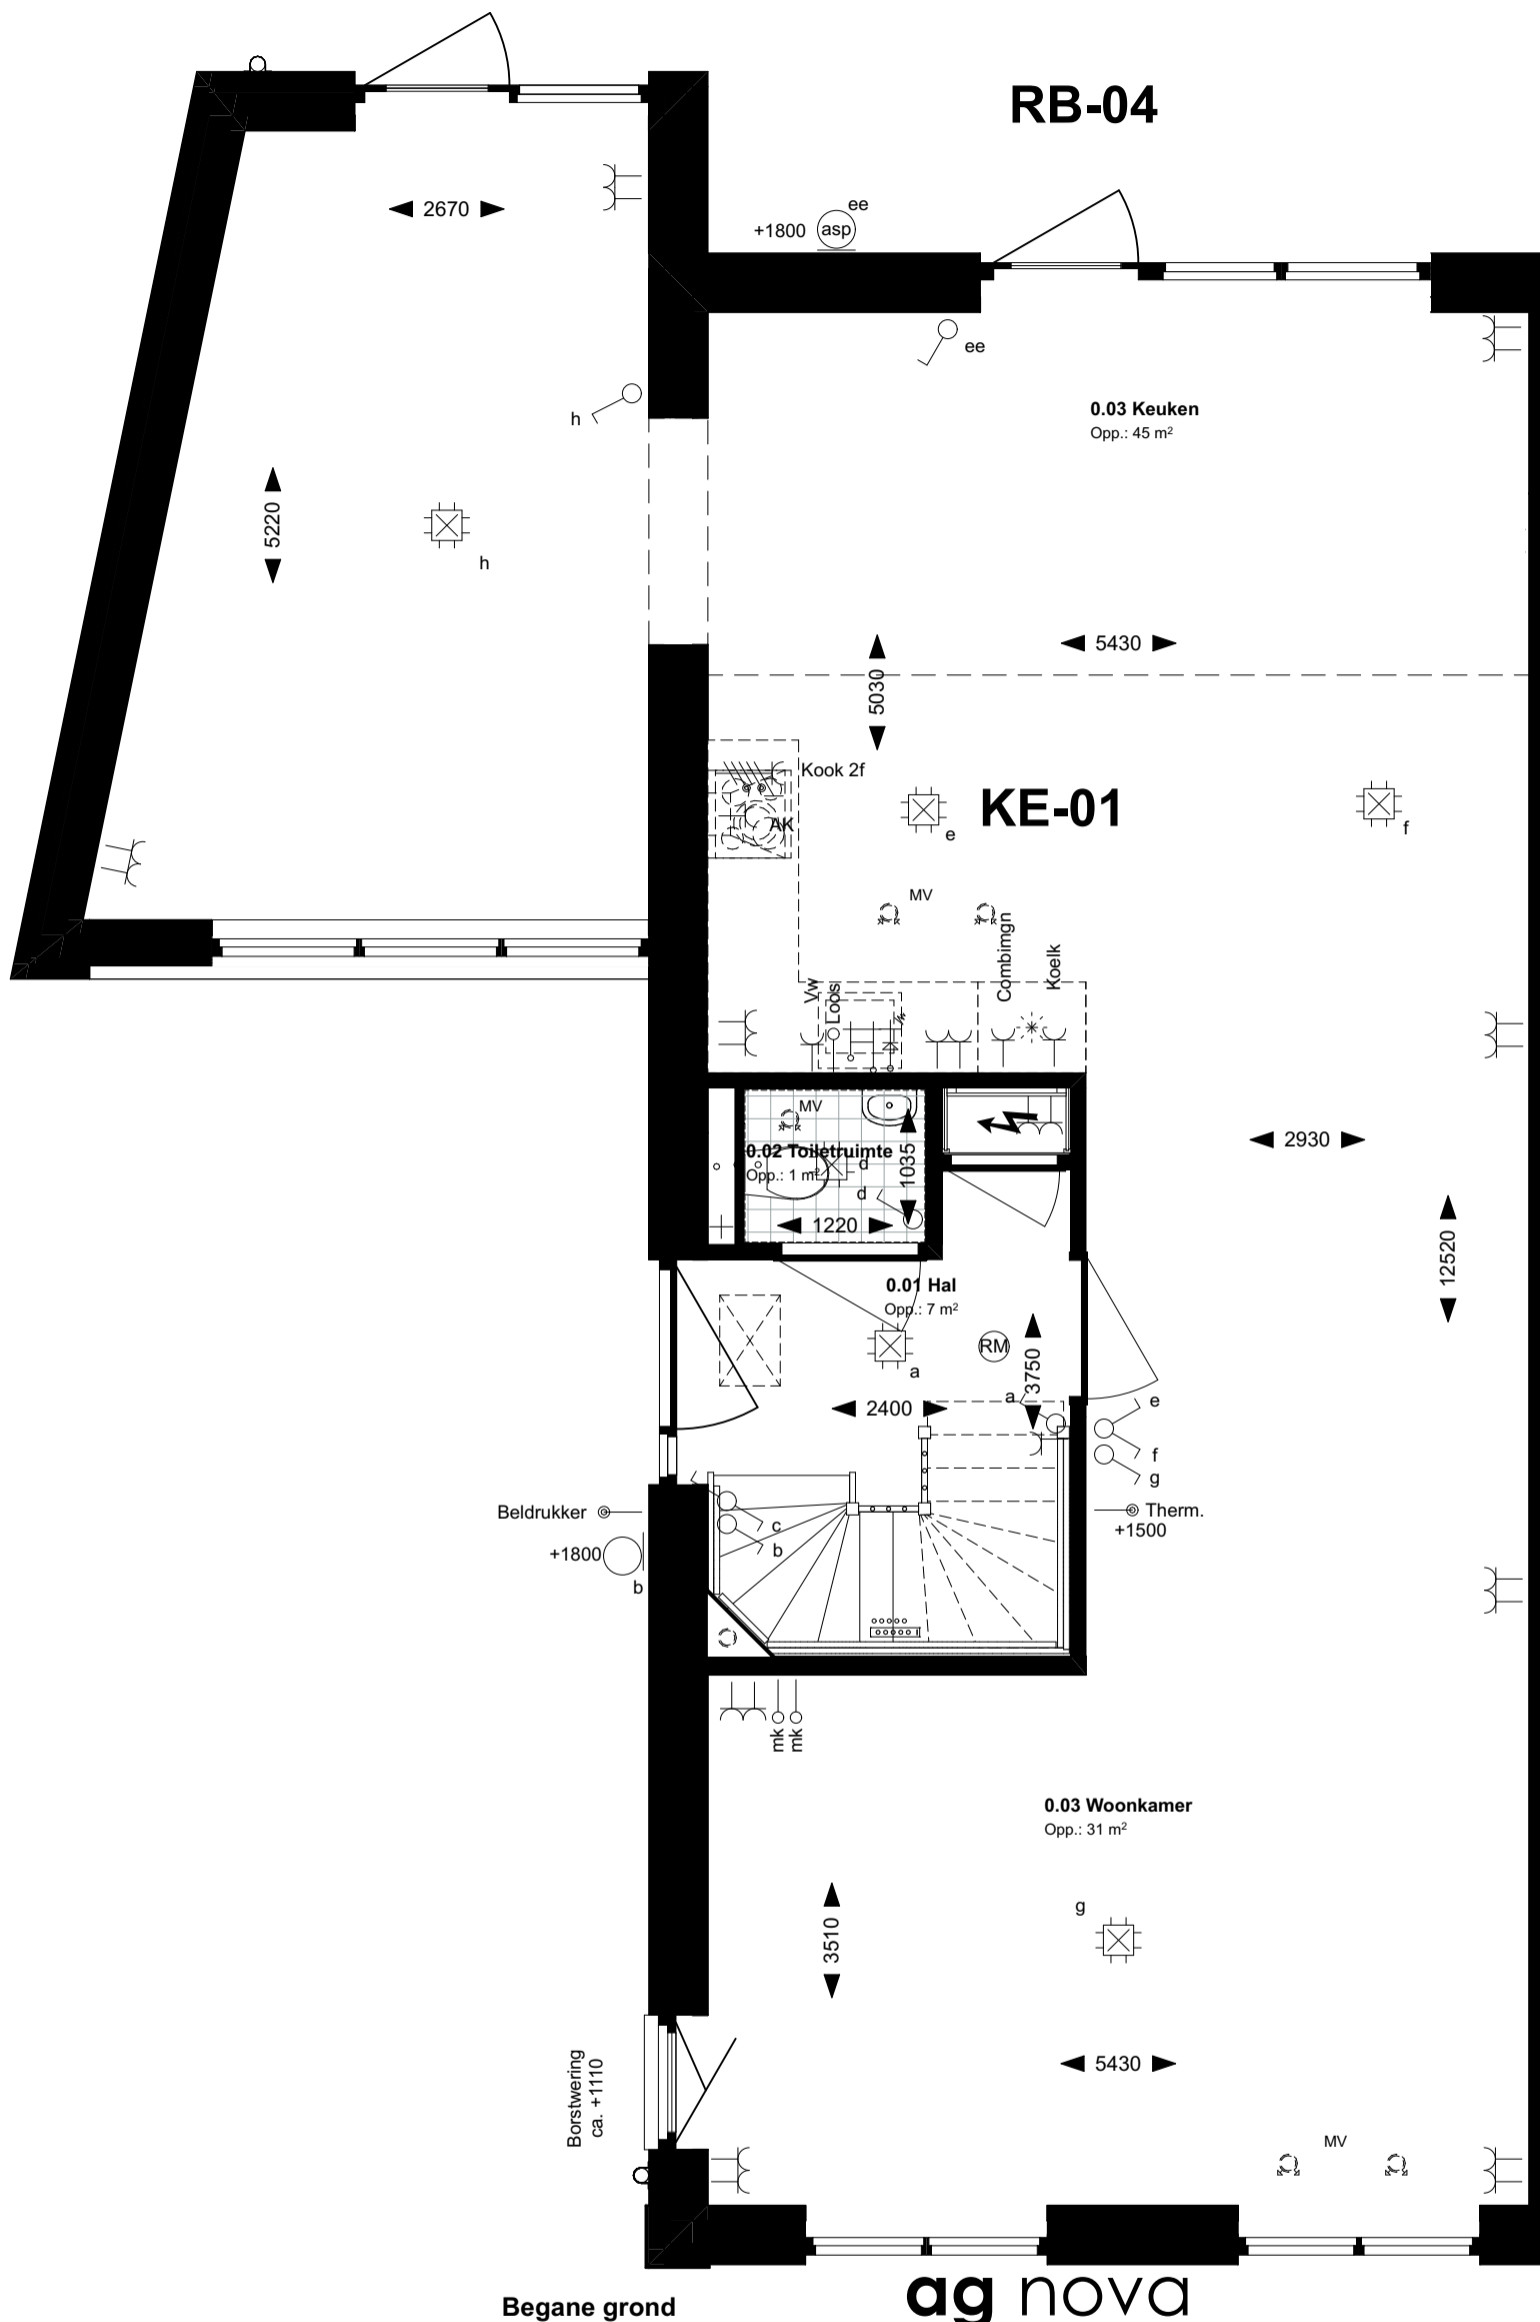 RB-04
2670
ee
+1800
asp
ee
0.03 Keuken
Opp.: 45 m²
h
5220
h
5430
5030
Kook 2f
AK
e
KE-01
f
MV
Vw
Loos
Combimgn
Koelk
MV
0.02 Toiletruimte
Opp.: 1 m²
d
d
1035
1220
2930
12520
0.01 Hal
Opp.: 7 m²
RM
a
3750
2400
a
e
f
g
Beldrukker
c
b
Therm.
+1500
+1800
b
mk
mk
0.03 Woonkamer
Opp.: 31 m²
g
3510
5430
Borstwering
ca. +1110
MV
Begane grond
ag nova